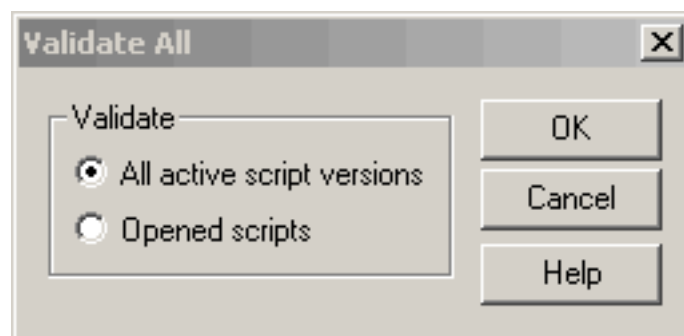 Validate All
Validate
All active script versions
Opened scripts
OK
Cancel
Help